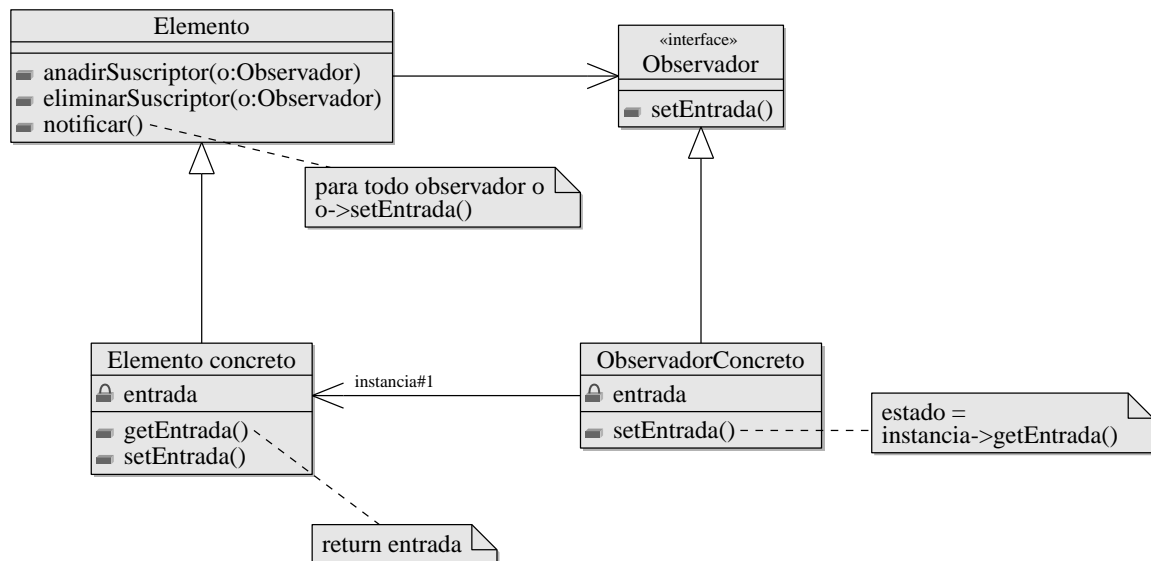 Elemento
anadirSuscriptor(o:Observador)
eliminarSuscriptor(o:Observador)
notificar()
«interface»
Observador
setEntrada()
para todo observador o
o->setEntrada()
Elemento concreto
entrada
getEntrada()
setEntrada()
instancia#1
ObservadorConcreto
entrada
setEntrada()
estado =
instancia->getEntrada()
return entrada